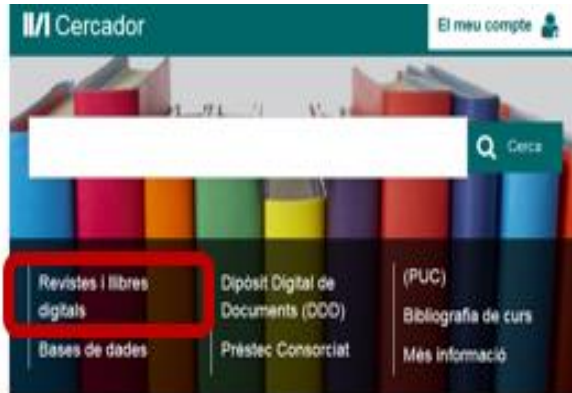 Cercador
El meu compte
Cerca
Revistes i llibres
digitals
Bases de dades
Dipòsit Digital de
Documents (DDD)
Préstec Consorciat
(PUC)
Bibliografia de curs
Més informació